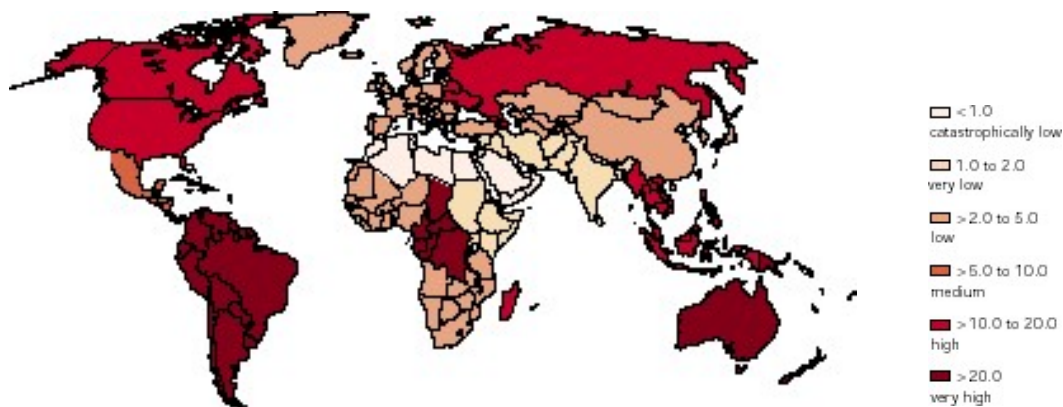 < 1.0
catastrophically low
1.0 to 2.0
very low
>2.0 to 5.0
low
>5.0 to 10.0
medium
>10.0 to 20.0
high
>20.0
very high